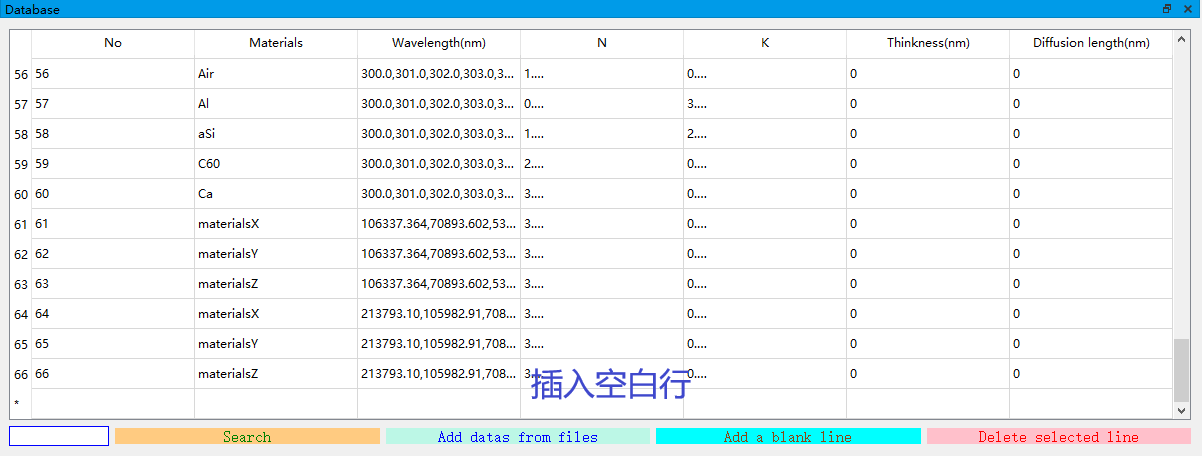 Database
No Materials Wavelength(nm) N K Thinkness(nm) Diffusion length(nm)
56 56 Air 300.0,301.0,302.0,303.0,3... 1.... 0.... 0 0
57 57 Al 300.0,301.0,302.0,303.0,3... 0.... 3.... 0 0
58 58 aSi 300.0,301.0,302.0,303.0,3... 1.... 2.... 0 0
59 59 C60 300.0,301.0,302.0,303.0,3... 2.... 0.... 0 0
60 60 Ca 300.0,301.0,302.0,303.0,3... 3.... 0.... 0 0
61 61 materialsX 106337.364,70893.602,53... 3.... 0.... 0 0
62 62 materialsY 106337.364,70893.602,53... 3.... 0.... 0 0
63 63 materialsZ 106337.364,70893.602,53... 3.... 0.... 0 0
64 64 materialsX 213793.10,105982.91,708... 3.... 0.... 0 0
65 65 materialsY 213793.10,105982.91,708... 3.... 0.... 0 0
66 66 materialsZ 213793.10,105982.91,708... 3.... 0.... 0 0
插入空白行
*
Search Add datas from files Add a blank line Delete selected line